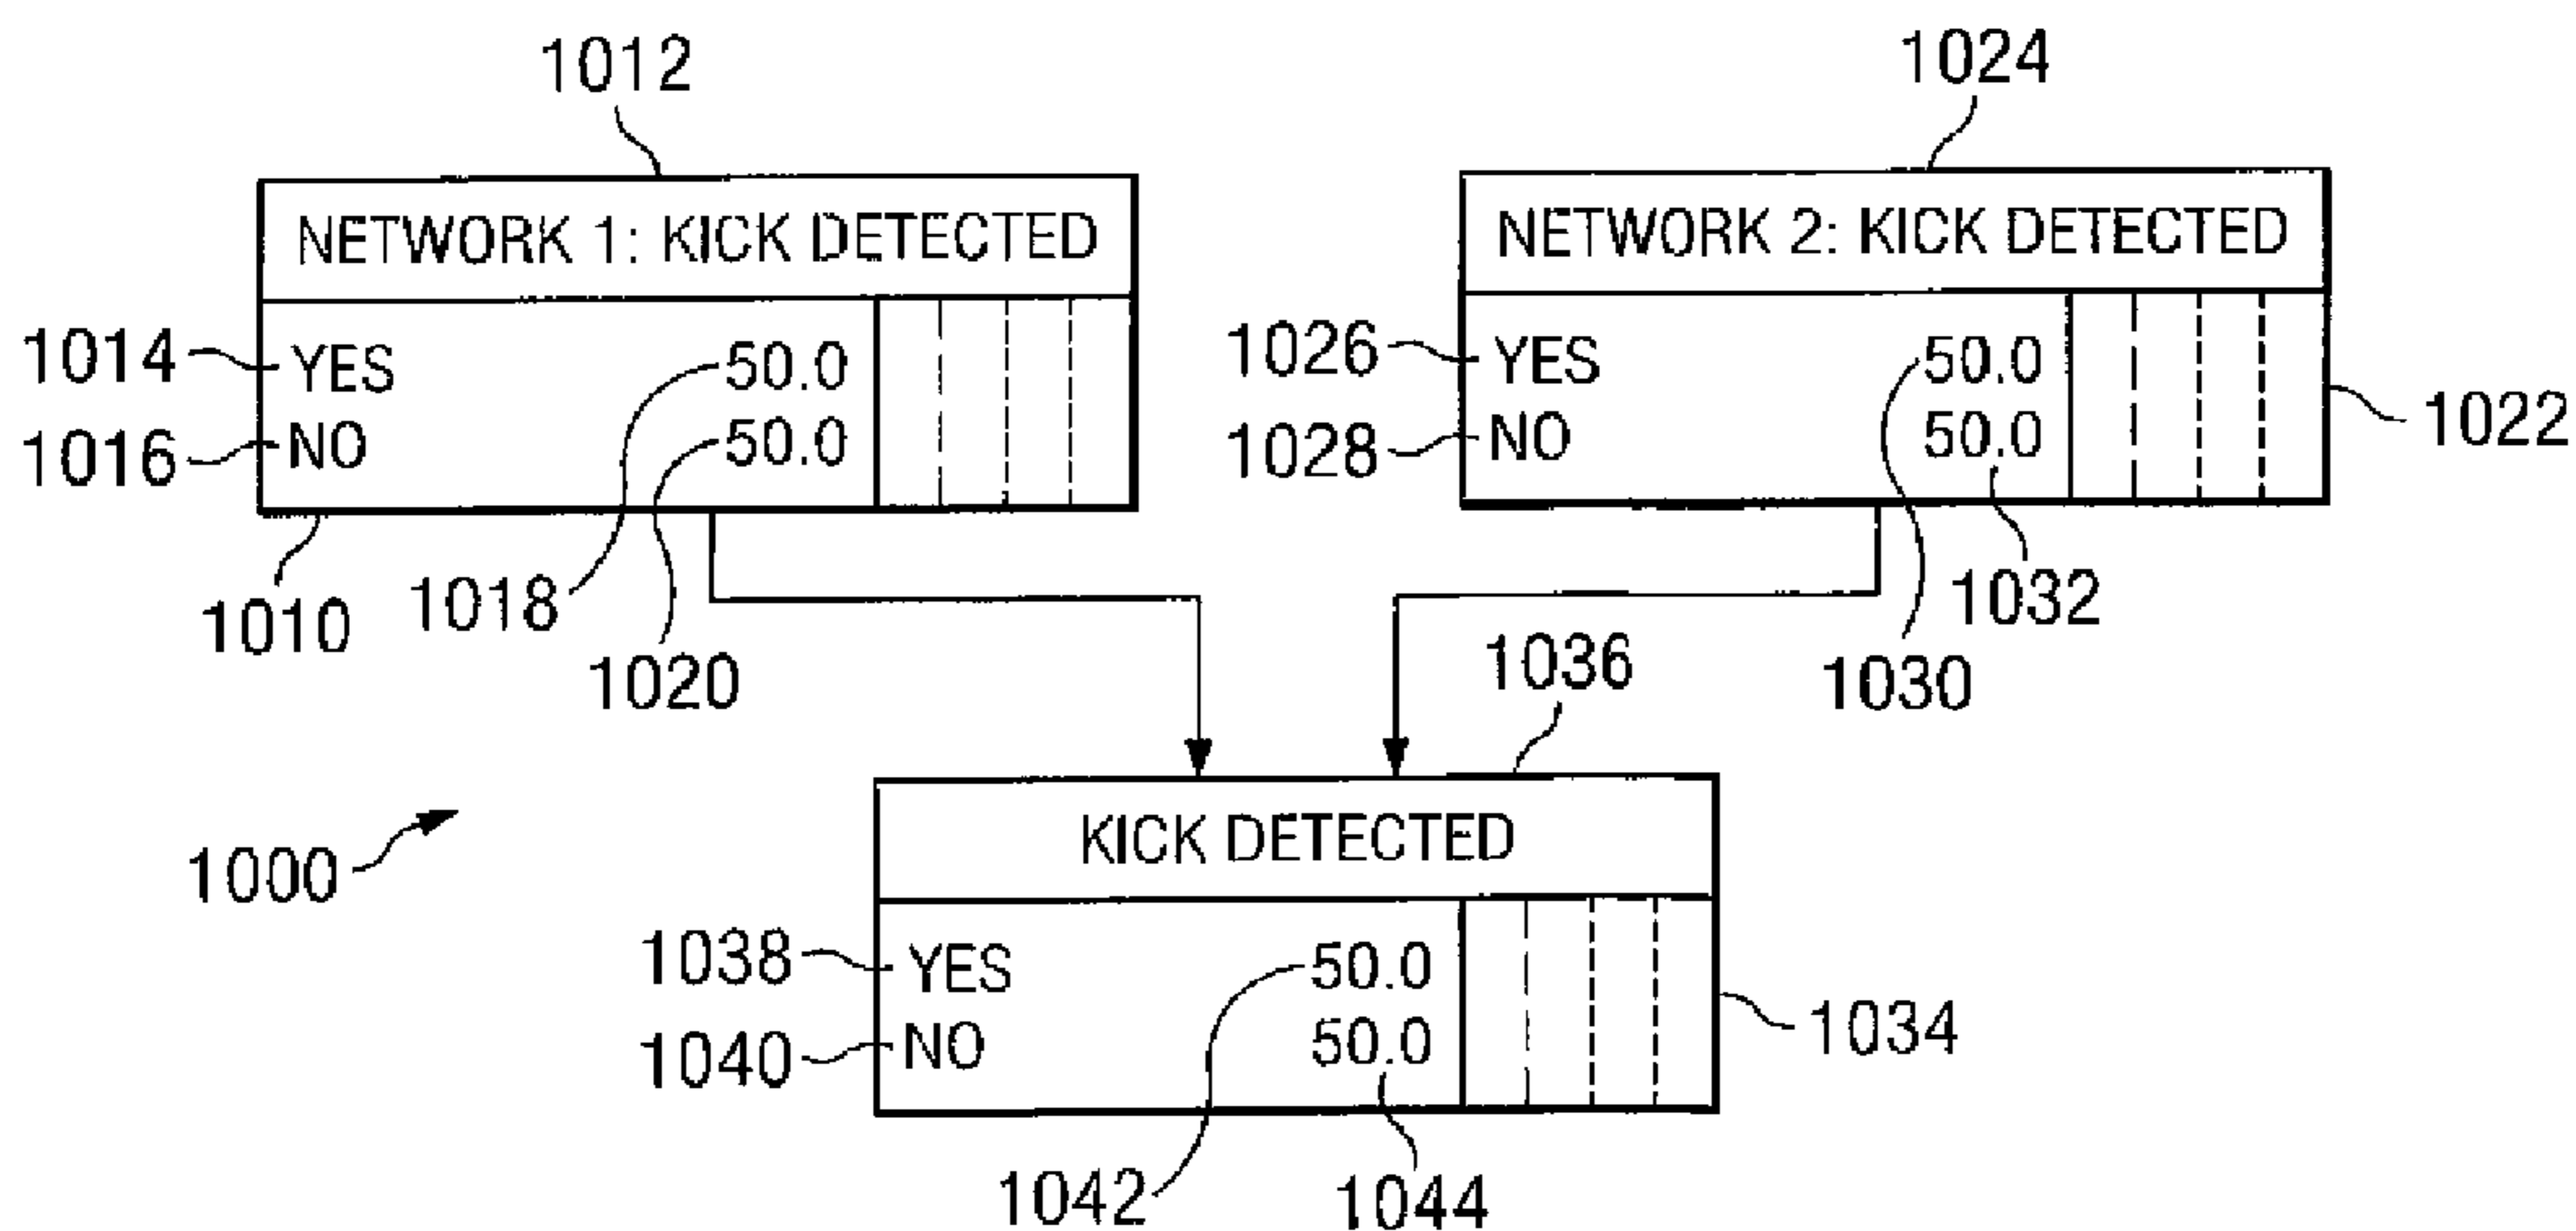 1012
1024
NETWORK 1: KICK DETECTED
NETWORK 2: KICK DETECTED
1014 YES 50.0
1016 NO 50.0
1026 YES 50.0
1028 NO 50.0
1022
1010
1018
1020
1032
1030
1036
1000
KICK DETECTED
1038 YES 50.0
1040 NO 50.0
1034
1042
1044